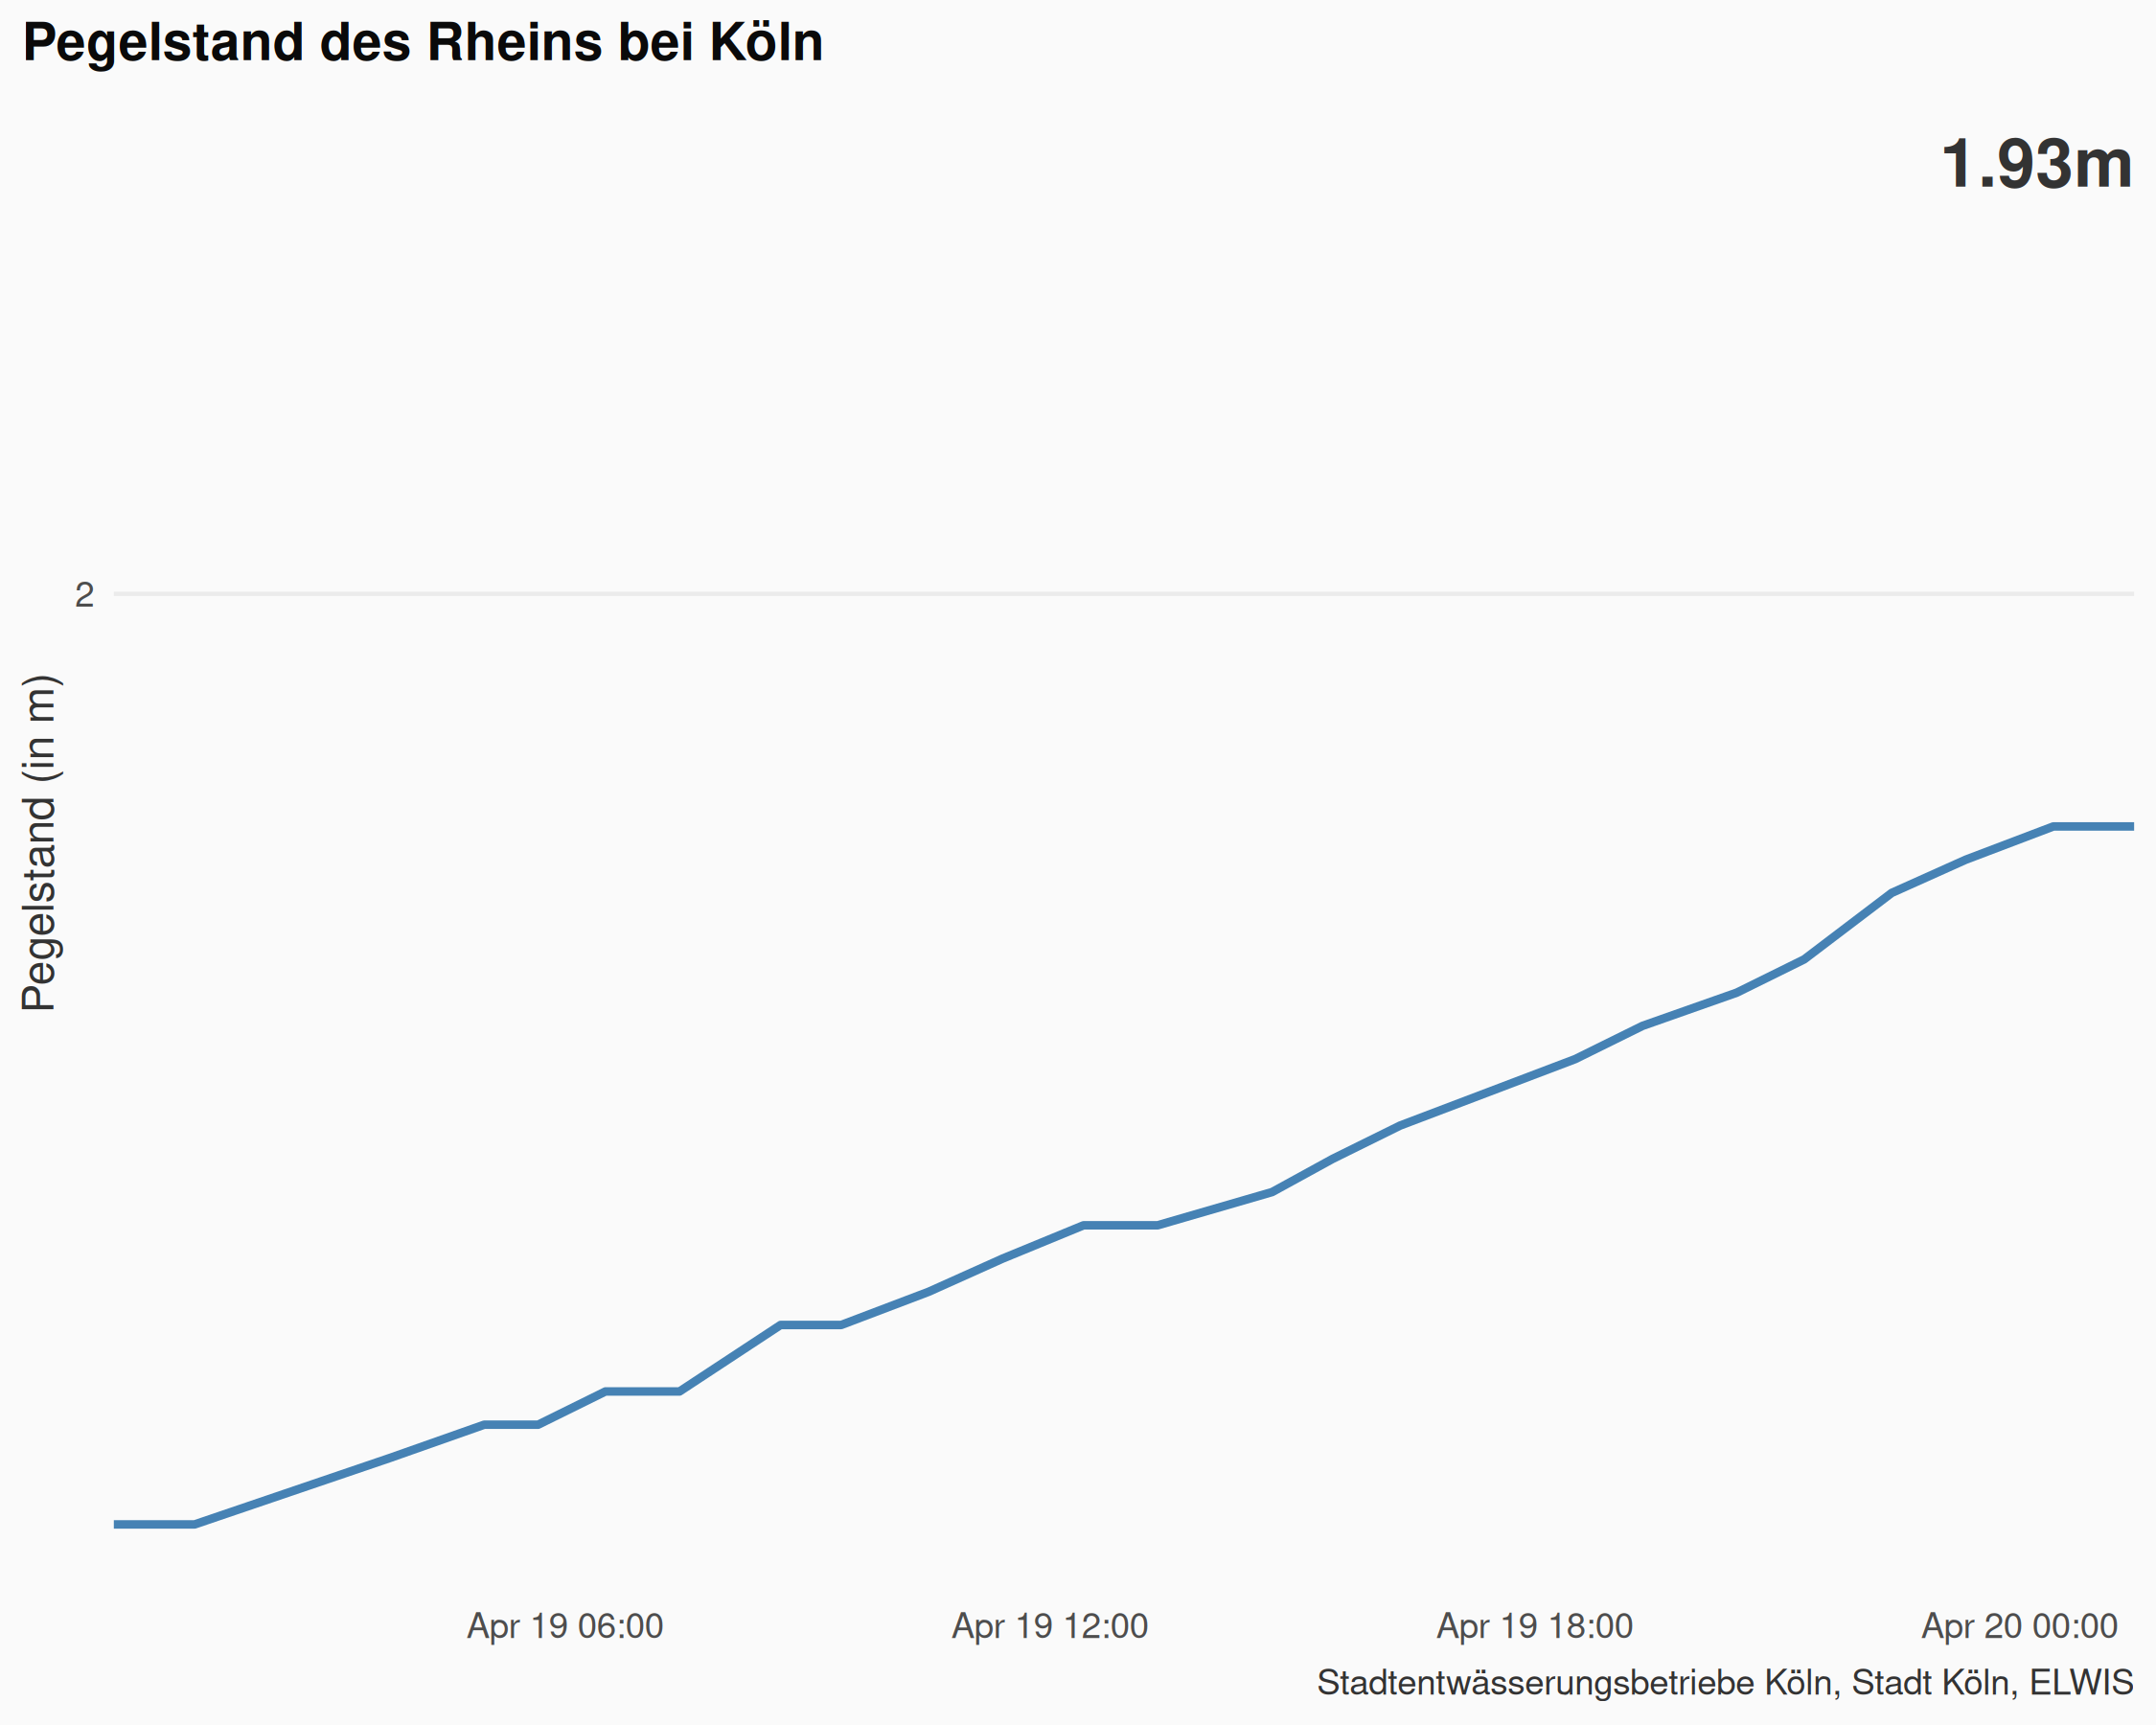 Pegelstand des Rheins bei Köln
1.93m
2
Pegelstand (in m)
Apr 19 06:00 Apr 19 12:00 Apr 19 18:00 Apr 20 00:00
Stadtentwässerungsbetriebe Köln, Stadt Köln, ELWIS